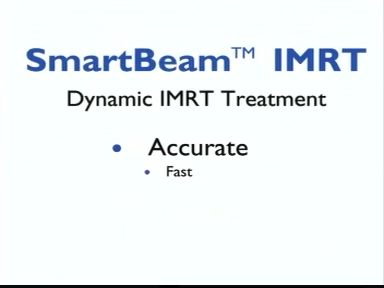 SmartBeam™ IMRT
Dynamic IMRT Treatment
• Accurate
• Fast